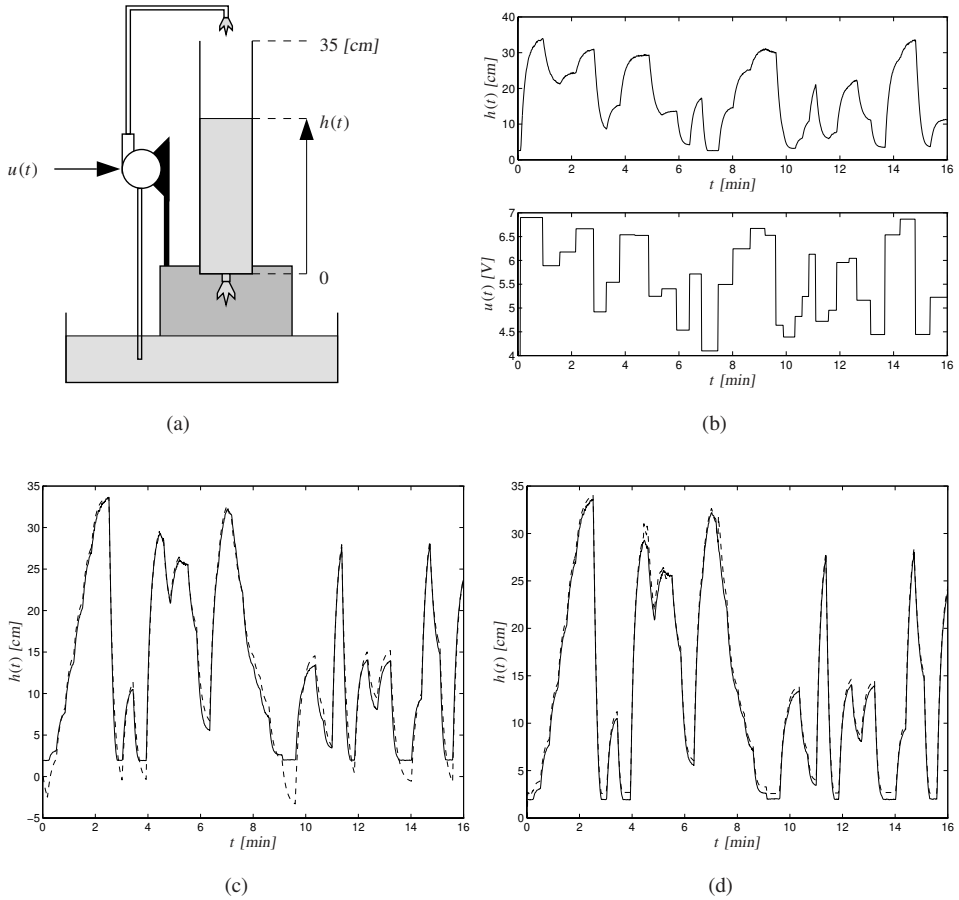 35 [cm]
h(t)
u(t)
0
(a)
h(t) [cm]
40
30
20
10
0
0 2 4 6 8 10 12 14 16
t [min]
u(t) [V]
7
6.5
6
5.5
5
4.5
4
0 2 4 6 8 10 12 14 16
t [min]
(b)
h(t) [cm]
35
30
25
20
15
10
5
0
−5
0 2 4 6 8 10 12 14 16
t [min]
(c)
h(t) [cm]
35
30
25
20
15
10
5
0
0 2 4 6 8 10 12 14 16
t [min]
(d)